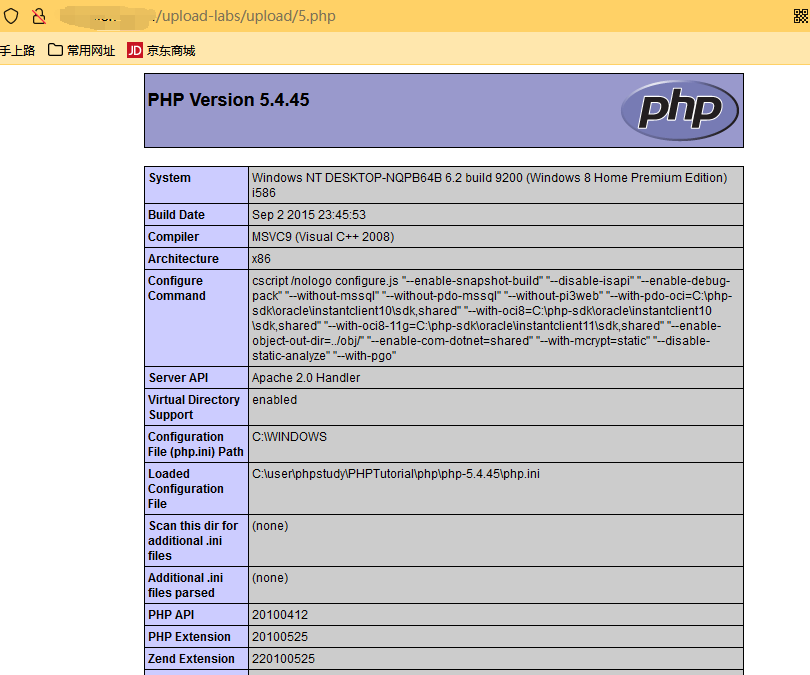 /upload-labs/upload/5.php
手上路 常用网址 JD 京东商城
PHP Version 5.4.45
php
System
Windows NT DESKTOP-NQPB64B 6.2 build 9200 (Windows 8 Home Premium Edition)
i586
Build Date
Sep 2 2015 23:45:53
Compiler
MSVC9 (Visual C++ 2008)
Architecture
x86
Configure
Command
cscript /nologo configure.js "--enable-snapshot-build" "--disable-isapi" "--enable-debug-
pack" "--without-mssql" "--without-pdo-mssql" "--without-pi3web" "--with-pdo-oci=C:\php-
sdk\oracle\instantclient10\sdk,shared" "--with-oci8=C:\php-sdk\oracle\instantclient10
\sdk,shared" "--with-oci8-11g=C:\php-sdk\oracle\instantclient11\sdk,shared" "--enable-
object-out-dir=../obj/" "--enable-com-dotnet=shared" "--with-mcrypt=static" "--disable-
static-analyze" "--with-pgo"
Server API
Apache 2.0 Handler
Virtual Directory
Support
enabled
Configuration
File (php.ini) Path
C:\WINDOWS
Loaded
Configuration
File
C:\user\phpstudy\PHPTutorial\php\php-5.4.45\php.ini
Scan this dir for
additional .ini
files
(none)
Additional .ini
files parsed
(none)
PHP API
20100412
PHP Extension
20100525
Zend Extension
220100525